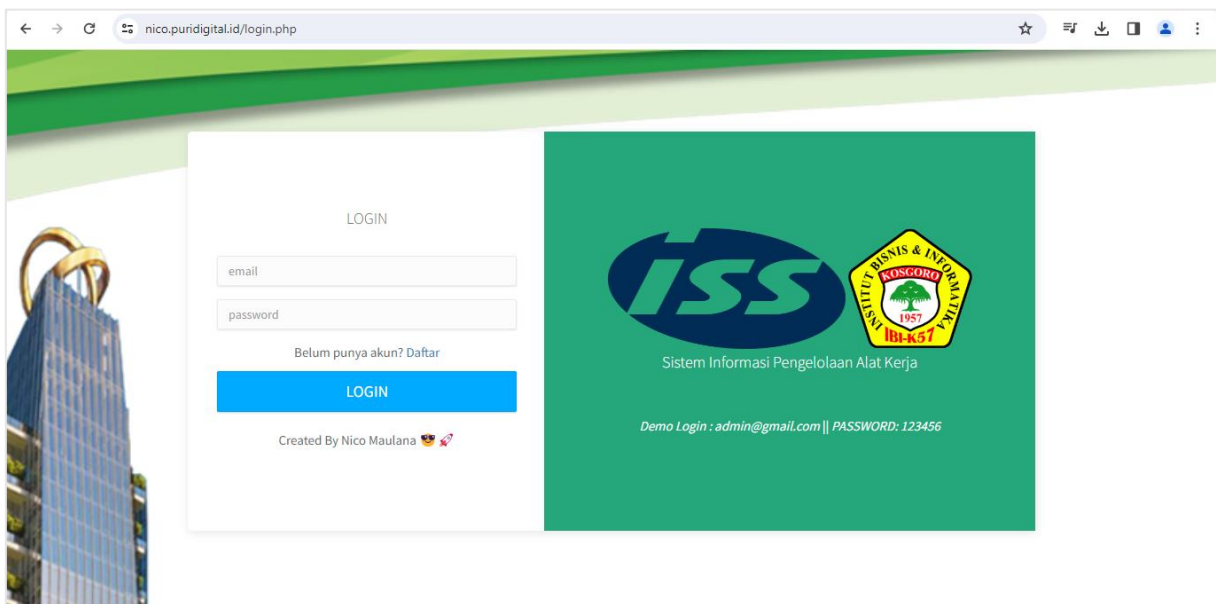 nico.puridigital.id/login.php
LOGIN
email
password
Belum punya akun? Daftar
LOGIN
Created By Nico Maulana 😎 🚀
ISS
INSTITUT BISNIS & INFORMATIKA
KOSGORO
1957
IBI-K57
Sistem Informasi Pengelolaan Alat Kerja
Demo Login : admin@gmail.com || PASSWORD: 123456